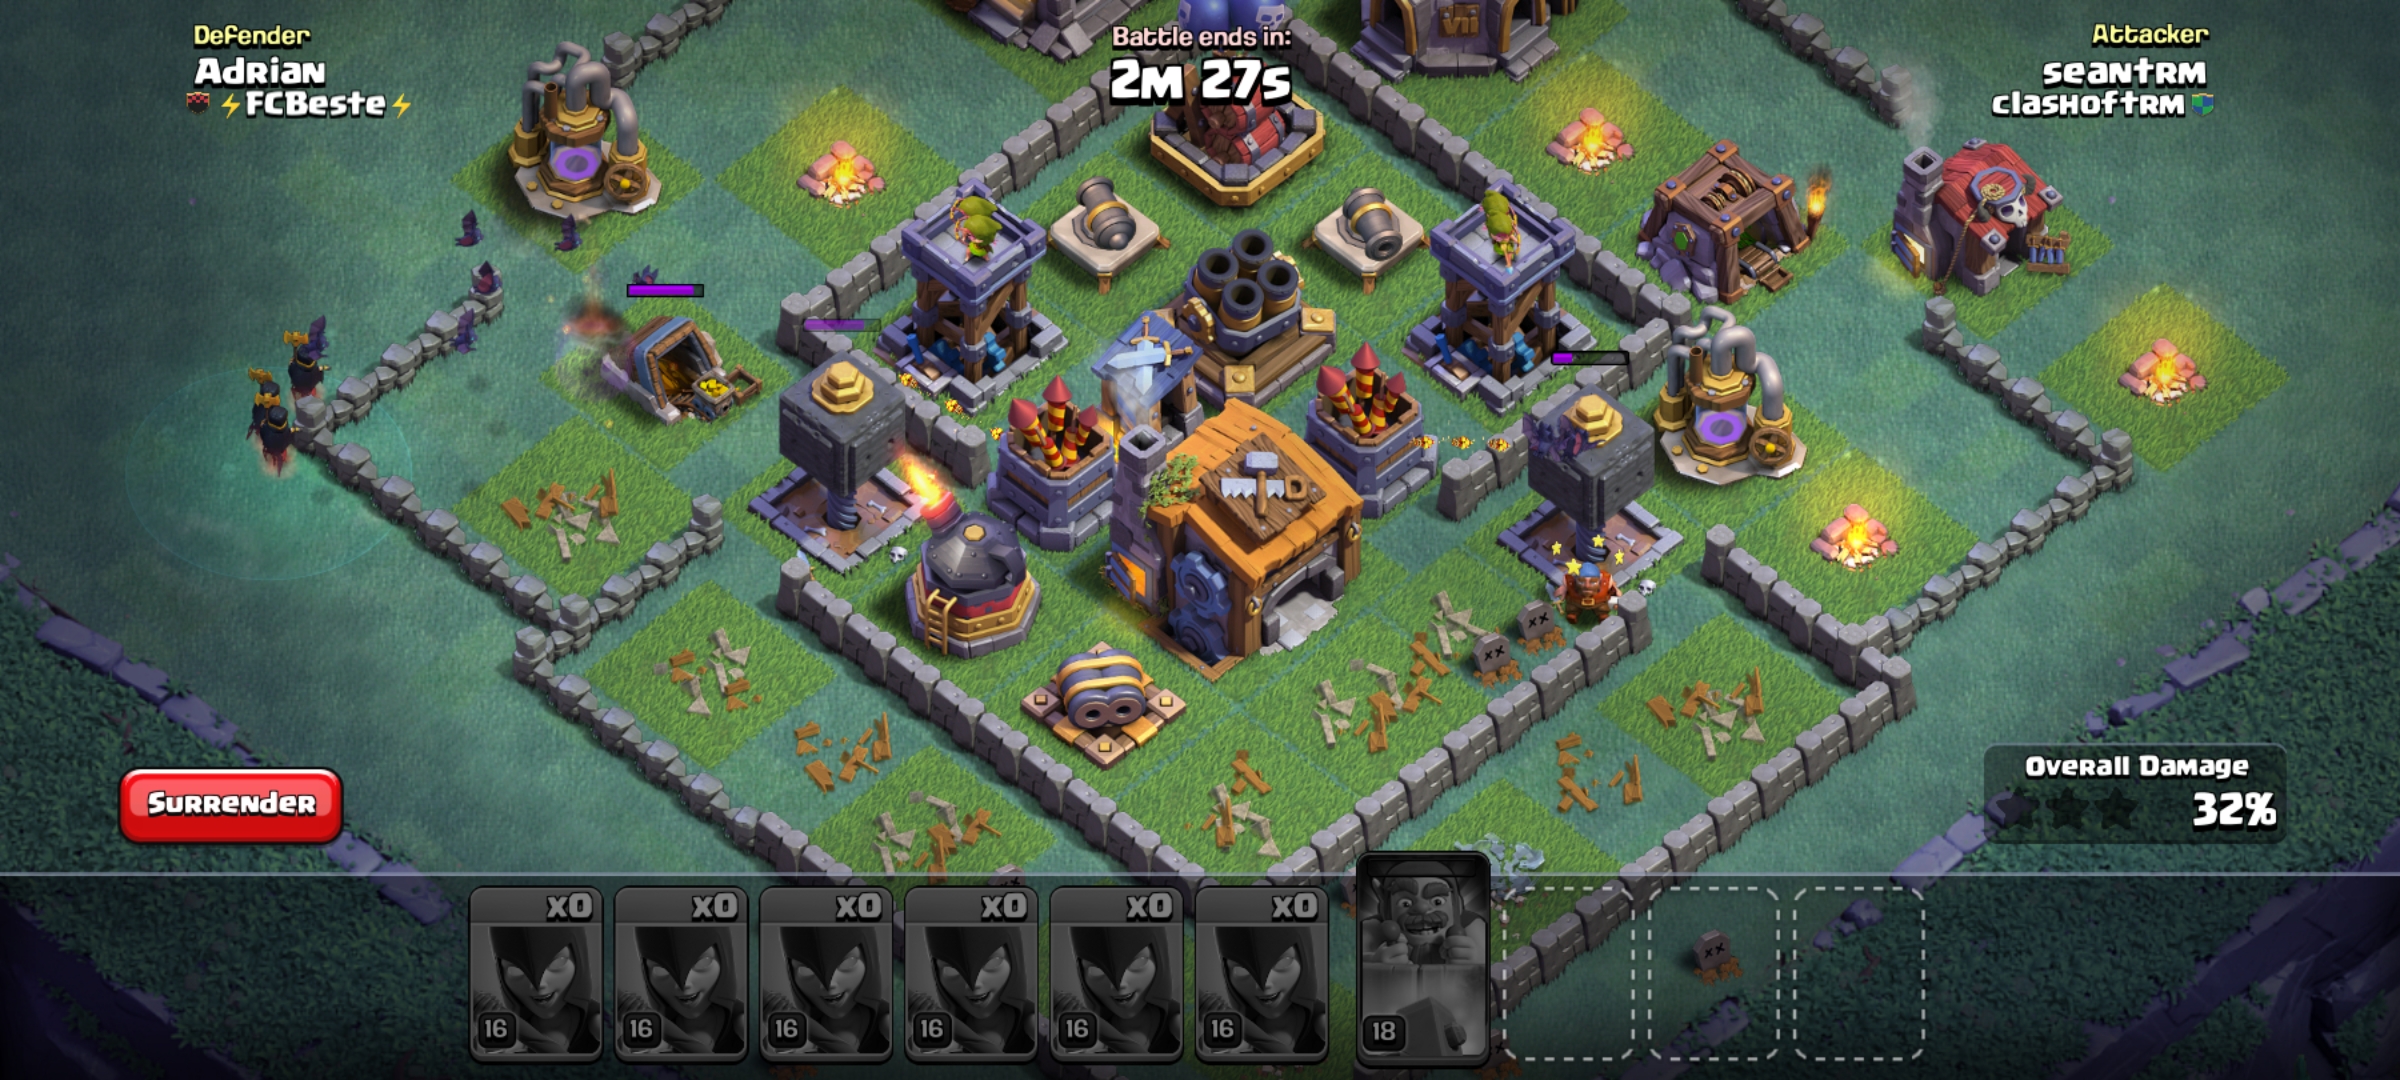 Defender
Adrian
⚡FCBeste⚡
Battle ends in:
2M 27s
Attacker
seantRM
clashoftRM
VII
Surrender
Overall Damage
32%
x0
x0
x0
x0
x0
x0
16
16
16
16
16
16
18